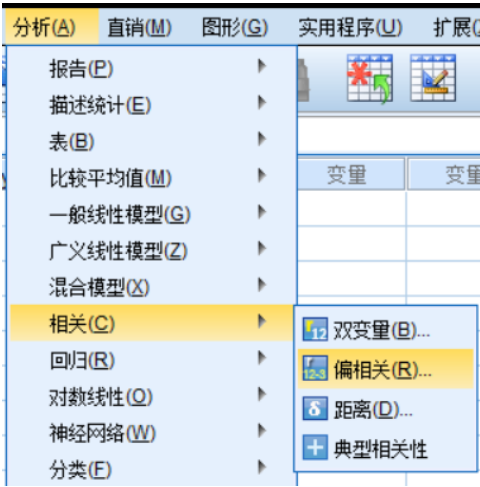 分析(A) 直销(M) 图形(G) 实用程序(U) 扩展(
报告(P)
描述统计(E)
表(B)
比较平均值(M) 变量 变量
一般线性模型(G)
广义线性模型(Z)
混合模型(X)
相关(C) 双变量(B)...
回归(R) 偏相关(R)...
对数线性(O) 距离(D)...
神经网络(W) 典型相关性
分类(F)